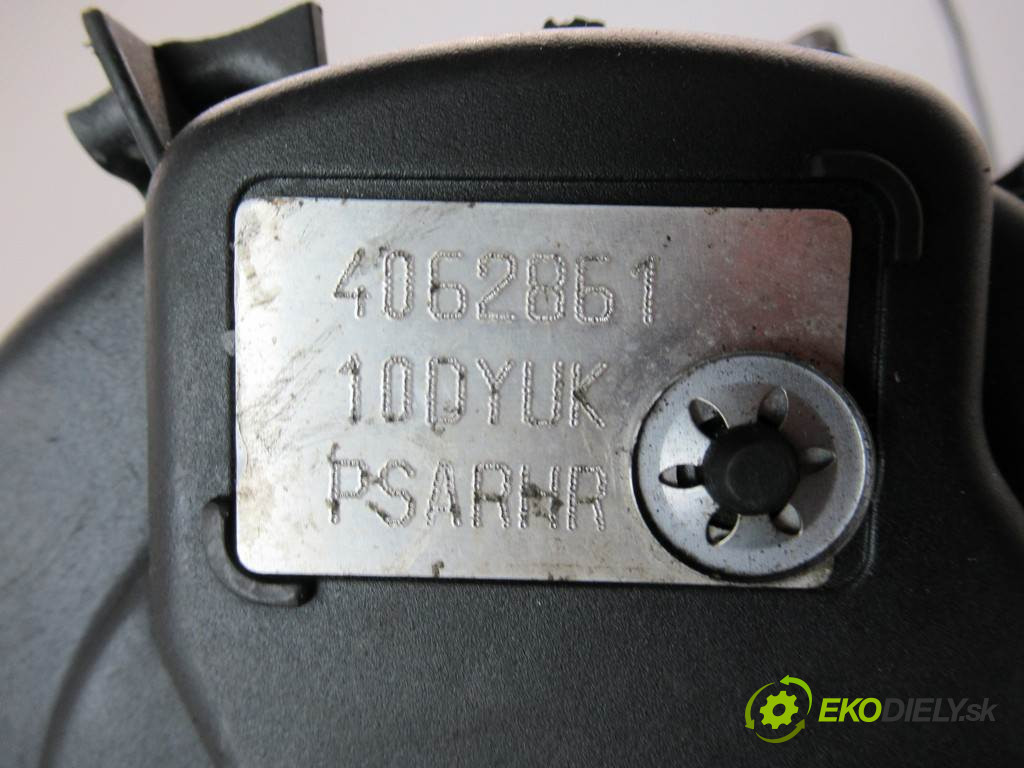 4062861
10DYUK
PSARHR
EKODIELY.sk